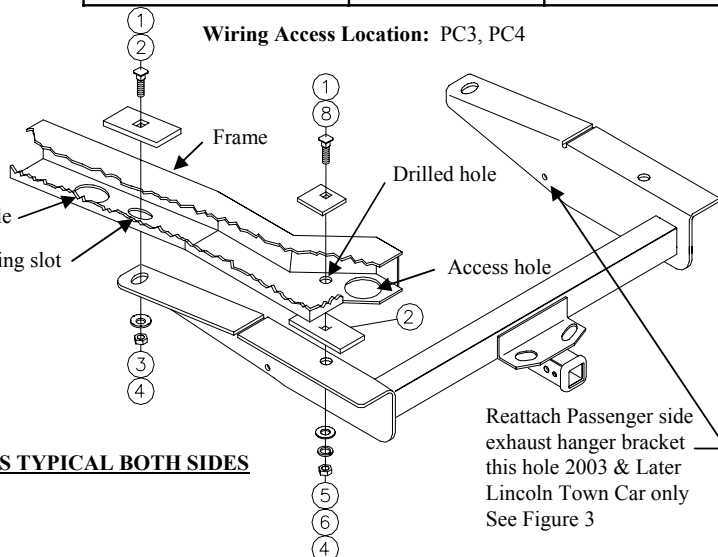 Wiring Access Location: PC3, PC4
1
2
1
8
Frame
Drilled hole
ing slot
Access hole
2
3
4
Reattach Passenger side
exhaust hanger bracket
this hole 2003 & Later
Lincoln Town Car only
See Figure 3
S TYPICAL BOTH SIDES
5
6
4